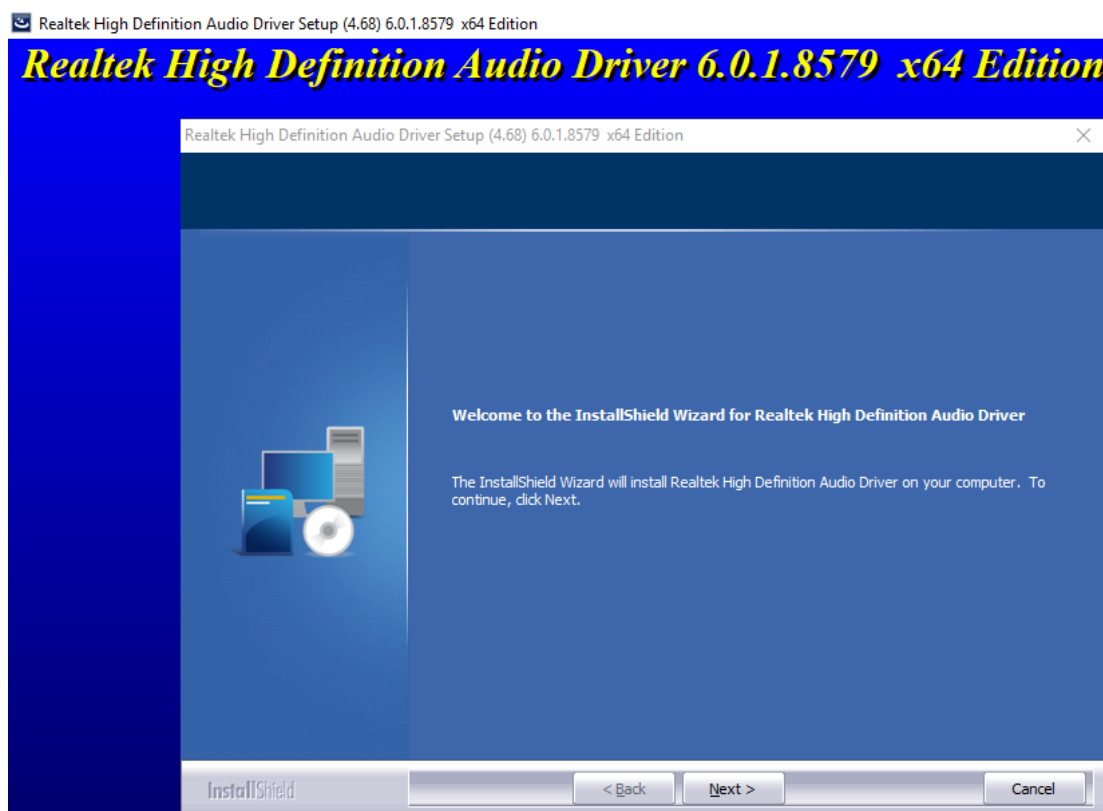 Realtek High Definition Audio Driver Setup (4.68) 6.0.1.8579  x64 Edition
Realtek High Definition Audio Driver 6.0.1.8579  x64 Edition
Realtek High Definition Audio Driver Setup (4.68) 6.0.1.8579  x64 Edition
Welcome to the InstallShield Wizard for Realtek High Definition Audio Driver
The InstallShield Wizard will install Realtek High Definition Audio Driver on your computer.  To
continue, click Next.
InstallShield
< Back
Next >
Cancel